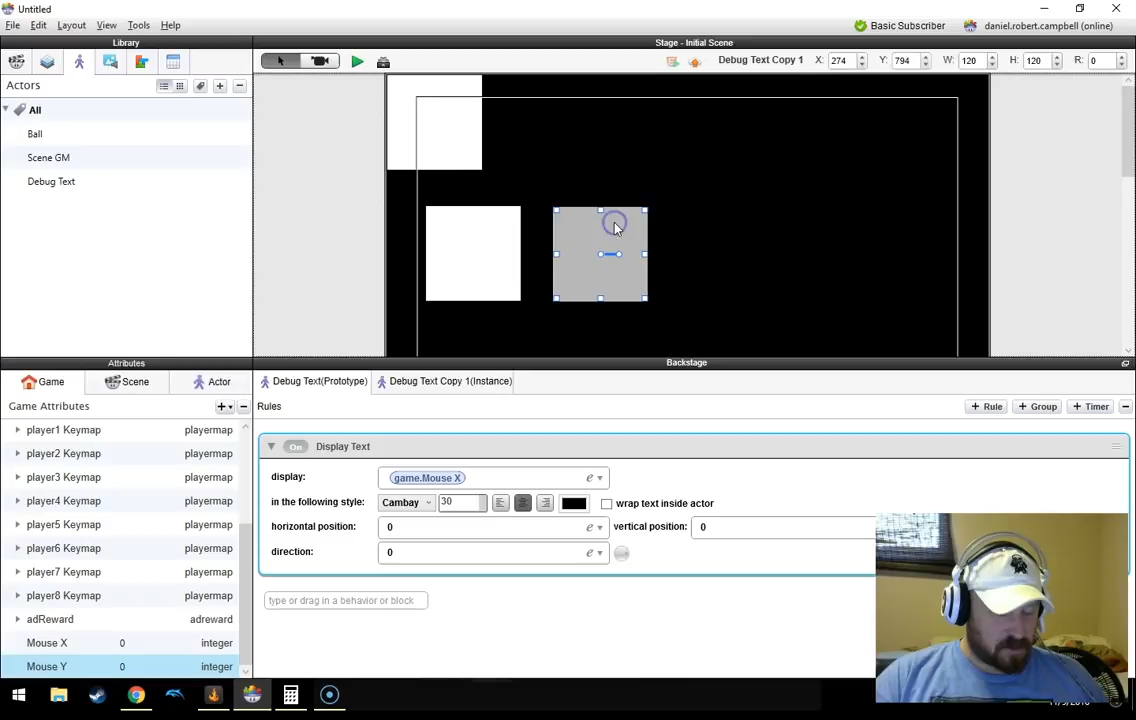 Untitled
File Edit Layout View Tools Help
Basic Subscriber daniel.robert.campbell (online)
Library
Stage - Initial Scene
Debug Text Copy 1 X: 274 Y: 794 W: 120 H: 120 R: 0
Actors
All
Ball
Scene GM
Debug Text
Attributes
Backstage
Game Scene Actor
Debug Text(Prototype) Debug Text Copy 1(Instance)
Game Attributes
Rules
+ Rule + Group + Timer
player1 Keymap playermap
player2 Keymap playermap
player3 Keymap playermap
player4 Keymap playermap
player5 Keymap playermap
player6 Keymap playermap
player7 Keymap playermap
player8 Keymap playermap
adReward adreward
Mouse X 0 integer
Mouse Y 0 integer
On Display Text
display: game.Mouse X e
in the following style: Cambay 30 wrap text inside actor
horizontal position: 0 e vertical position: 0
direction: 0 e
type or drag in a behavior or block